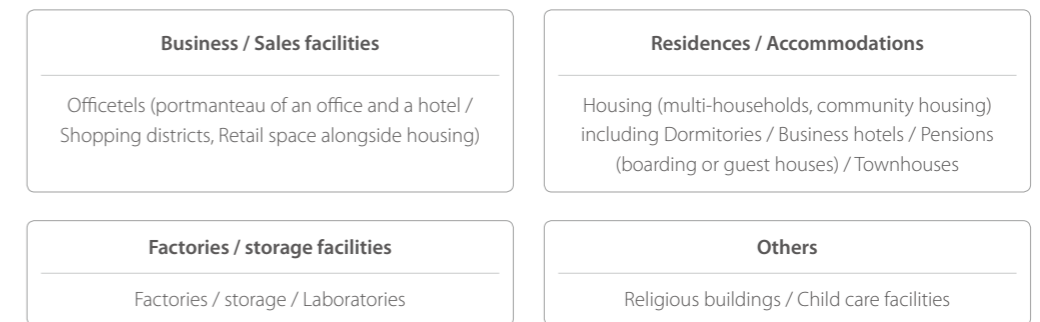 Business / Sales facilities
Officetels (portmanteau of an office and a hotel /
Shopping districts, Retail space alongside housing)
Residences / Accommodations
Housing (multi-households, community housing)
including Dormitories / Business hotels / Pensions
(boarding or guest houses) / Townhouses
Factories / storage facilities
Factories / storage / Laboratories
Others
Religious buildings / Child care facilities